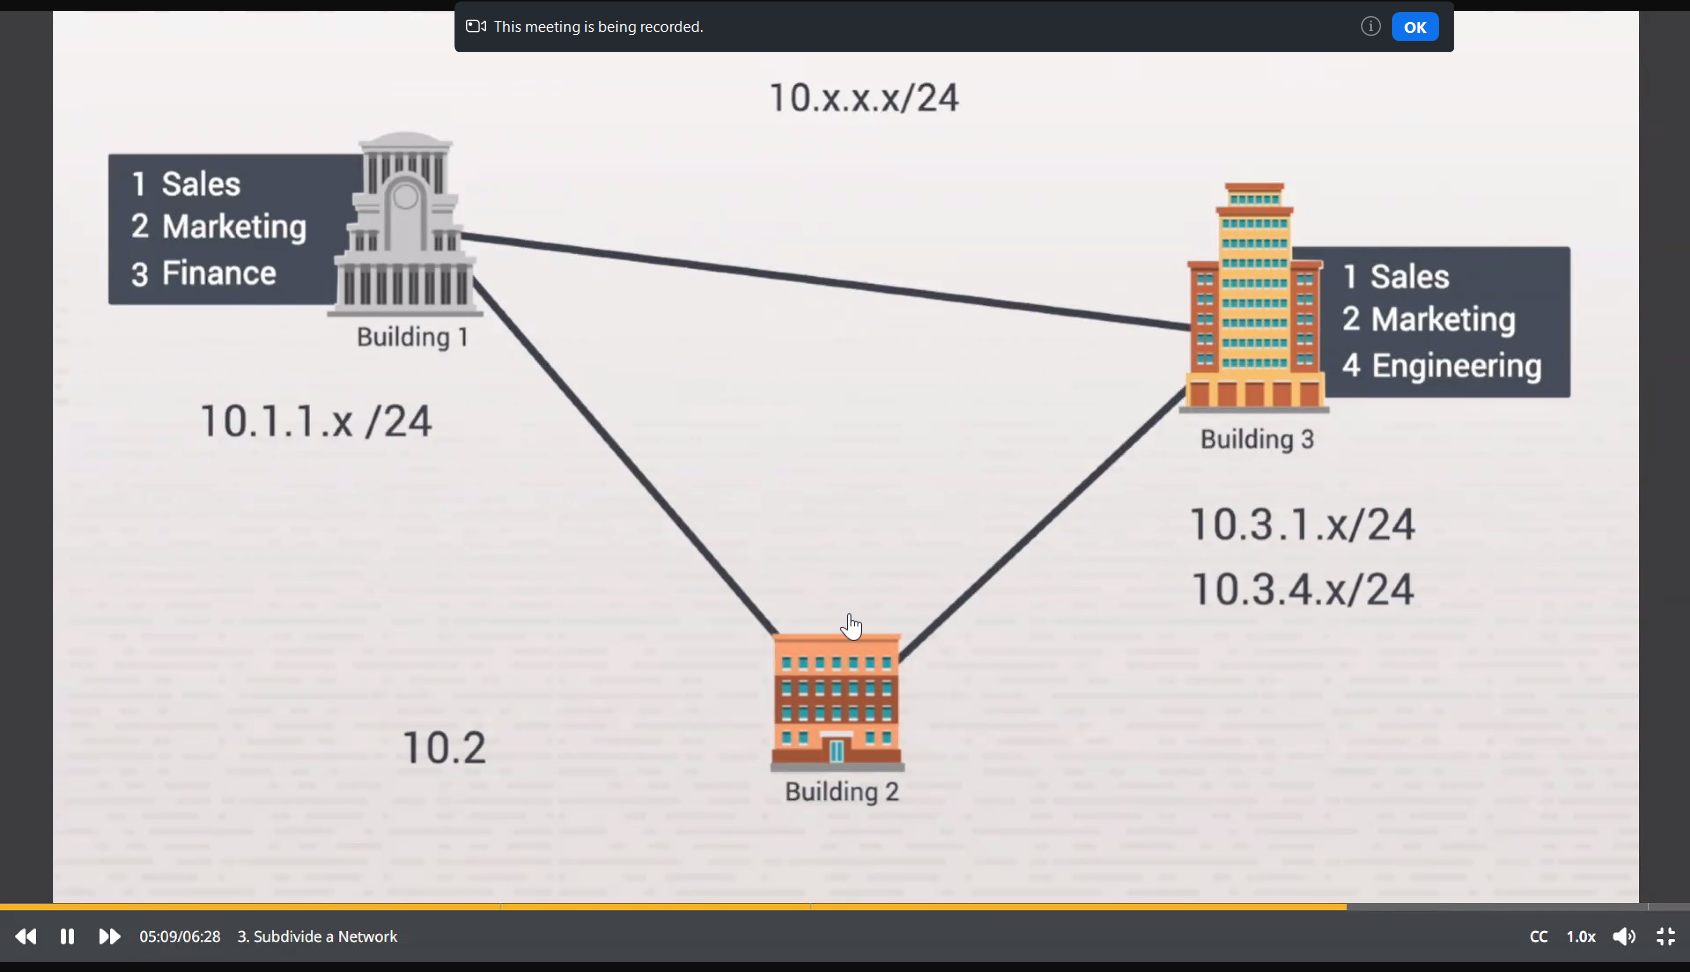 This meeting is being recorded.
OK
10.x.x.x/24
1 Sales
2 Marketing
3 Finance
Building 1
10.1.1.x /24
1 Sales
2 Marketing
4 Engineering
Building 3
10.3.1.x/24
10.3.4.x/24
10.2
Building 2
05:09/06:28 3. Subdivide a Network
CC 1.0x